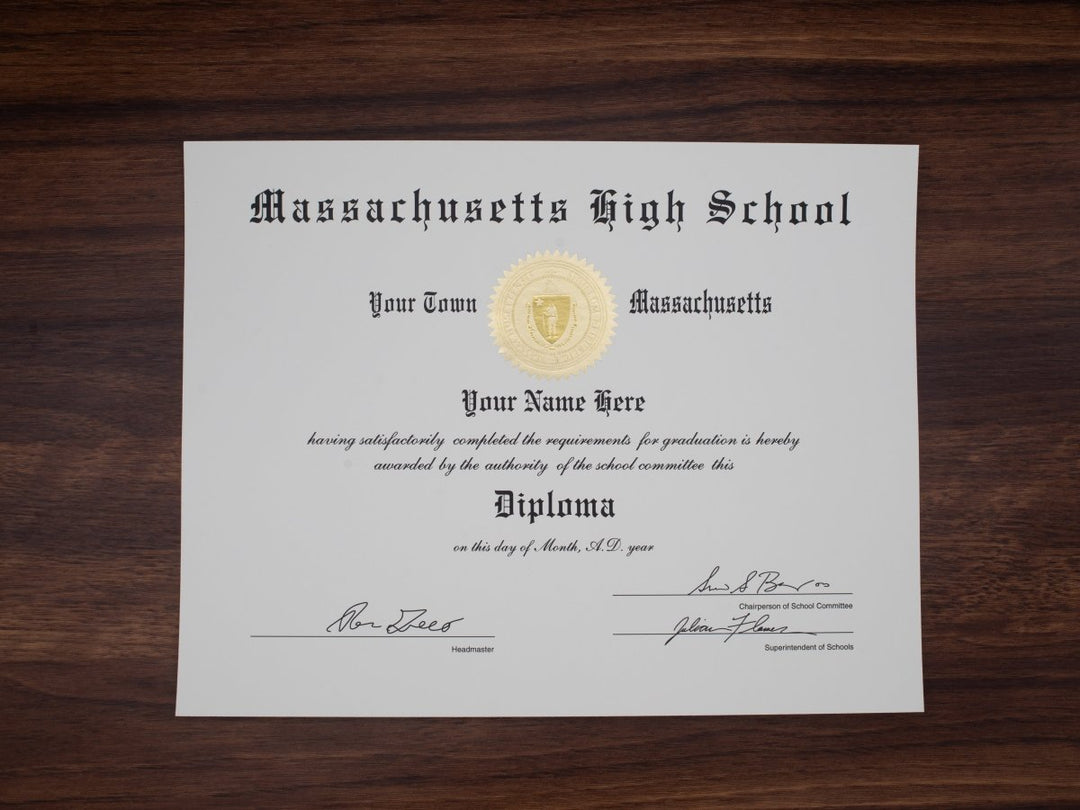 Massachusetts High School
Your Town Massachusetts
Your Name Here
having satisfactorily completed the requirements for graduation is hereby
awarded by the authority of the school committee this
Diploma
on this day of Month, A.D. year
Chairperson of School Committee
Headmaster
Superintendent of Schools